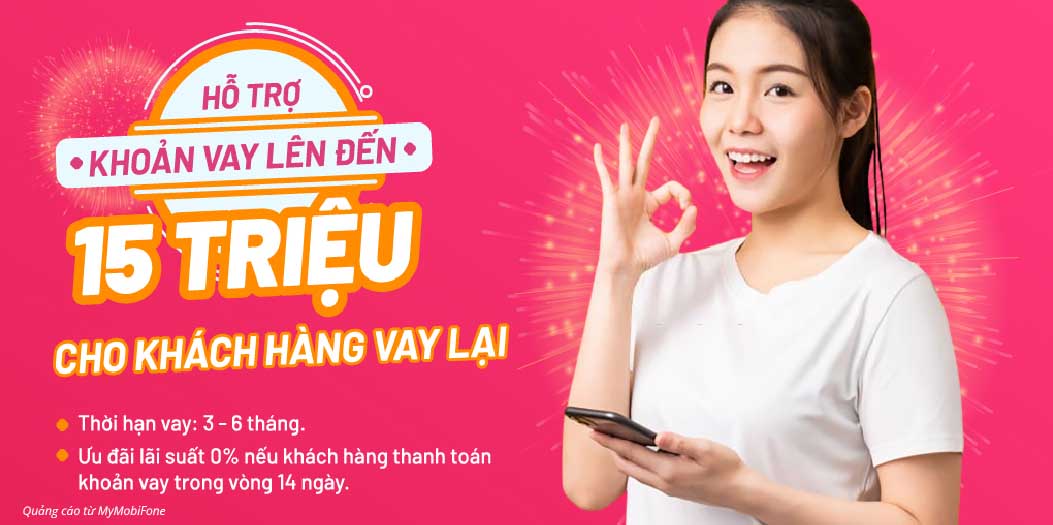 HỖ TRỢ
• KHOẢN VAY LÊN ĐẾN •
15 TRIỆU
CHO KHÁCH HÀNG VAY LẠI
• Thời hạn vay: 3 - 6 tháng.
• Ưu đãi lãi suất 0% nếu khách hàng thanh toán
khoản vay trong vòng 14 ngày.
Quảng cáo từ MyMobiFone